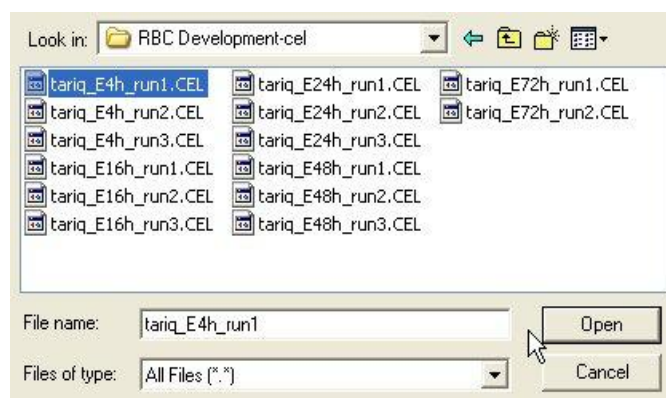 Look in: RBC Development-cel
tariq_E4h_run1.CEL
tariq_E4h_run2.CEL
tariq_E4h_run3.CEL
tariq_E16h_run1.CEL
tariq_E16h_run2.CEL
tariq_E16h_run3.CEL
tariq_E24h_run1.CEL
tariq_E24h_run2.CEL
tariq_E24h_run3.CEL
tariq_E48h_run1.CEL
tariq_E48h_run2.CEL
tariq_E48h_run3.CEL
tariq_E72h_run1.CEL
tariq_E72h_run2.CEL
File name: tariq_E4h_run1 Open
Files of type: All Files (*.*) Cancel